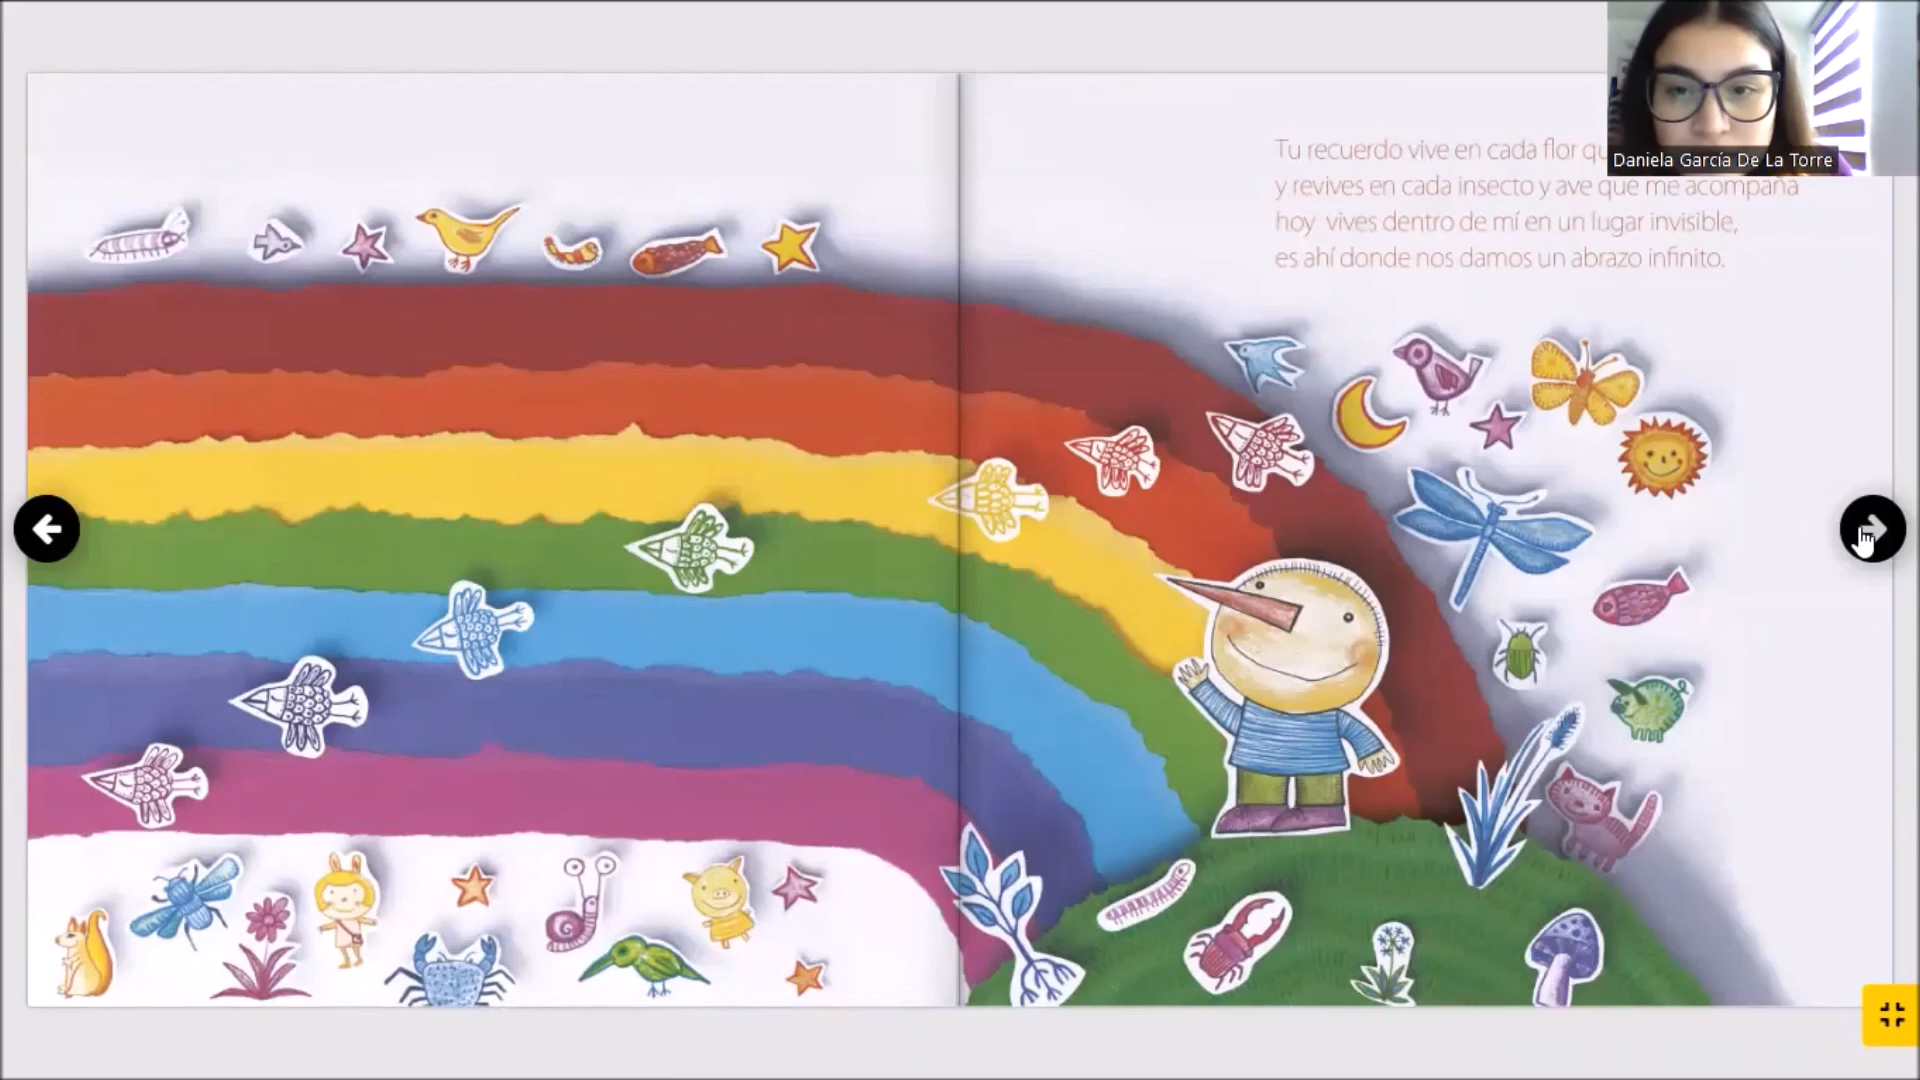 Tu recuerdo vive en cada flor
y revives en cada insecto y ave que me acompaña
hoy vives dentro de mí en un lugar invisible,
es ahí donde nos damos un abrazo infinito.
Daniela García De La Torre